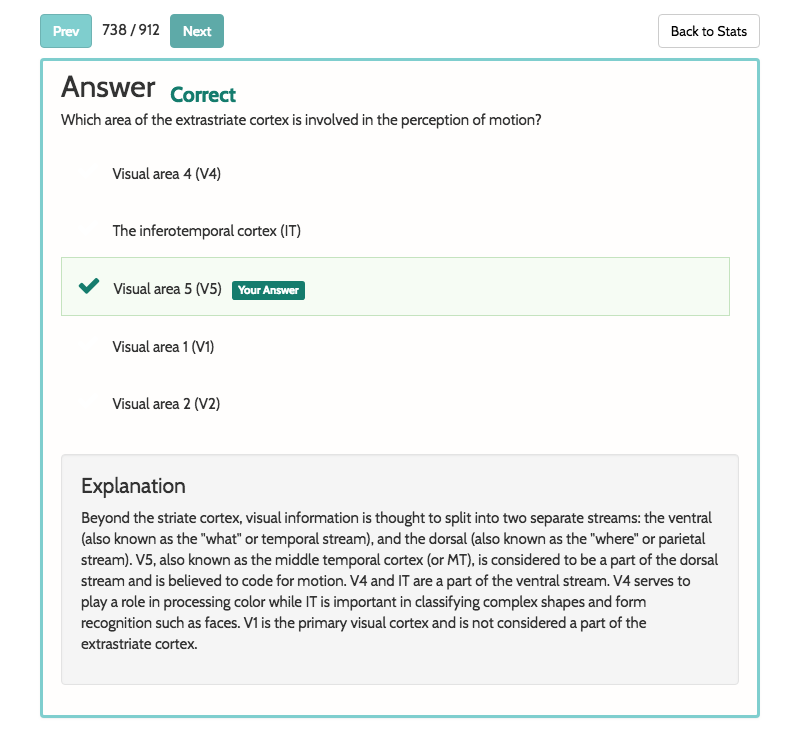 Prev 738 / 912 Next Back to Stats
Answer Correct
Which area of the extrastriate cortex is involved in the perception of motion?
Visual area 4 (V4)
The inferotemporal cortex (IT)
Visual area 5 (V5) Your Answer
Visual area 1 (V1)
Visual area 2 (V2)
Explanation
Beyond the striate cortex, visual information is thought to split into two separate streams: the ventral
(also known as the "what" or temporal stream), and the dorsal (also known as the "where" or parietal
stream). V5, also known as the middle temporal cortex (or MT), is considered to be a part of the dorsal
stream and is believed to code for motion. V4 and IT are a part of the ventral stream. V4 serves to
play a role in processing color while IT is important in classifying complex shapes and form
recognition such as faces. V1 is the primary visual cortex and is not considered a part of the
extrastriate cortex.